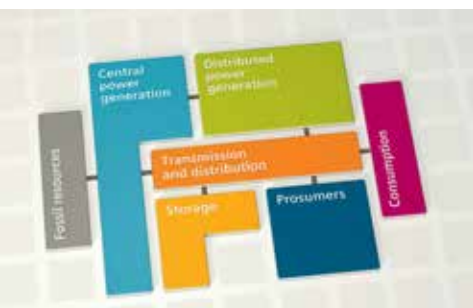 Central
power
generation
Distributed
power
generation
Fossil resources
Transmission
and distribution
Consumption
Storage
Prosumers